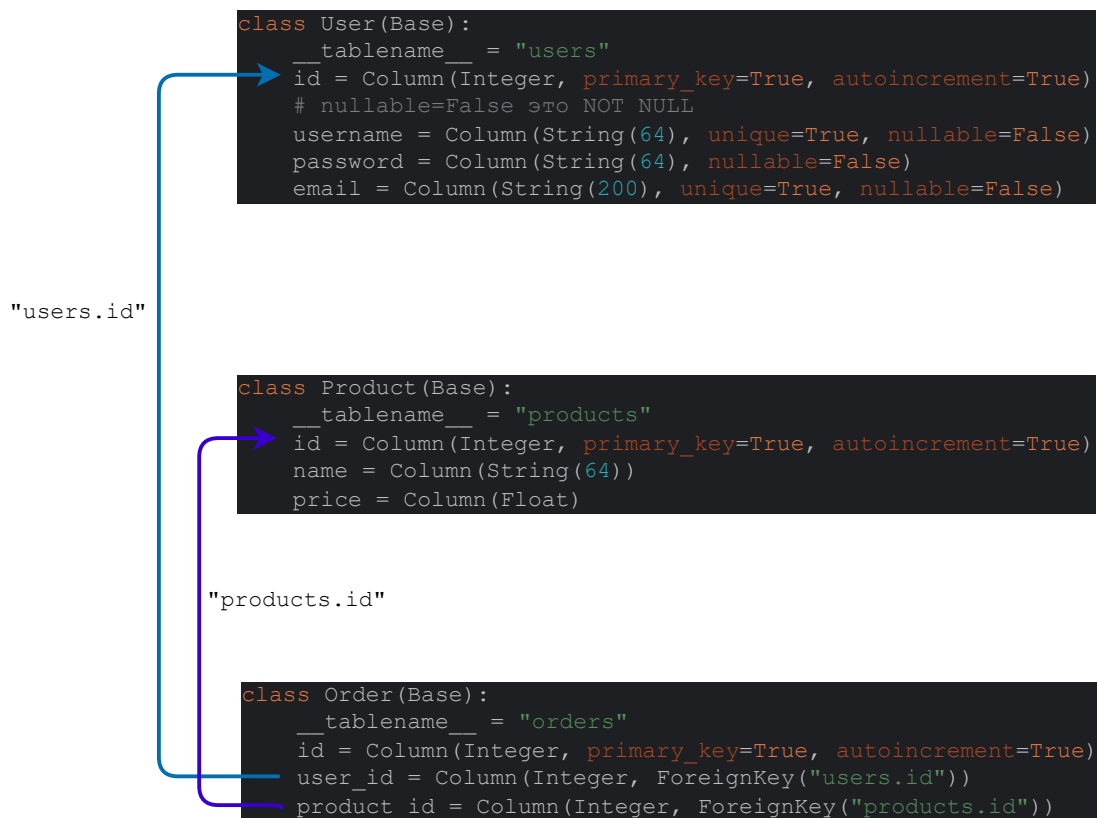 class User(Base):
    __tablename__ = "users"
    id = Column(Integer, primary_key=True, autoincrement=True)
    # nullable=False это NOT NULL
    username = Column(String(64), unique=True, nullable=False)
    password = Column(String(64), nullable=False)
    email = Column(String(200), unique=True, nullable=False)
"users.id"
class Product(Base):
    __tablename__ = "products"
    id = Column(Integer, primary_key=True, autoincrement=True)
    name = Column(String(64))
    price = Column(Float)
"products.id"
class Order(Base):
    __tablename__ = "orders"
    id = Column(Integer, primary_key=True, autoincrement=True)
    user_id = Column(Integer, ForeignKey("users.id"))
    product id = Column(Integer, ForeignKey("products.id"))